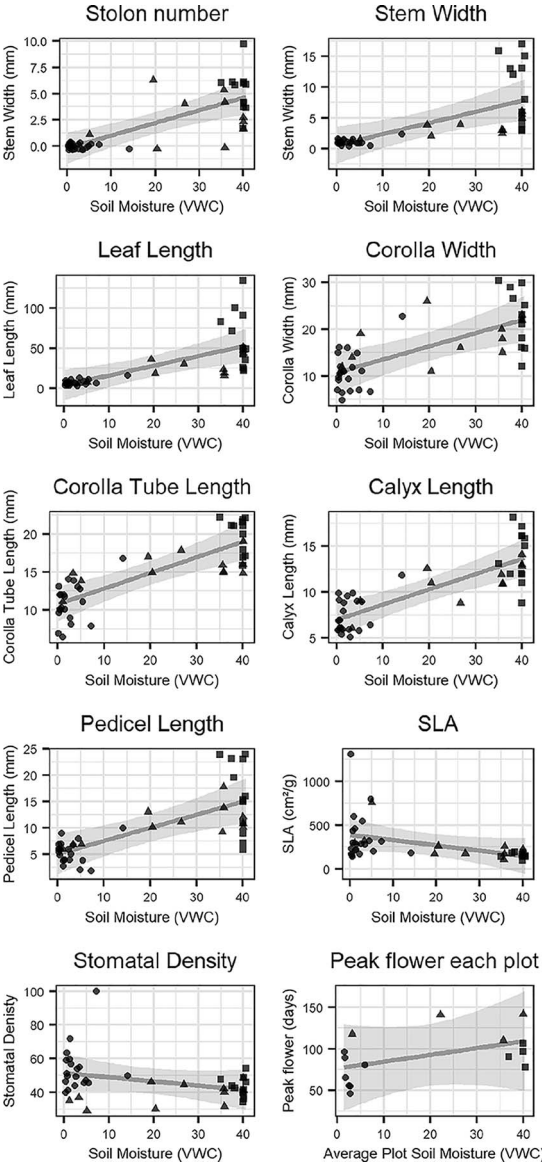 Stolon number
Stem Width
Stem Width (mm)
10.0
7.5
5.0
2.5
0.0
0
10
20
30
40
Soil Moisture (VWC)
Stem Width (mm)
15
10
5
0
0
10
20
30
40
Soil Moisture (VWC)
Leaf Length
Corolla Width
Leaf Length (mm)
100
50
0
0
10
20
30
40
Soil Moisture (VWC)
Corolla Width (mm)
30
20
10
0
10
20
30
40
Soil Moisture (VWC)
Corolla Tube Length
Calyx Length
Corolla Tube Length (mm)
20
15
10
0
10
20
30
40
Soil Moisture (VWC)
Calyx Length (mm)
15
10
5
0
10
20
30
40
Soil Moisture (VWC)
Pedicel Length
SLA
Pedicel Length (mm)
25
20
15
10
5
0
10
20
30
40
Soil Moisture (VWC)
SLA (cm²/g)
1000
500
0
0
10
20
30
40
Soil Moisture (VWC)
Stomatal Density
Peak flower each plot
Stomatal Denisty
100
80
60
40
0
10
20
30
40
Soil Moisture (VWC)
Peak flower (days)
150
100
50
0
10
20
30
40
Average Plot Soil Moisture (VWC)